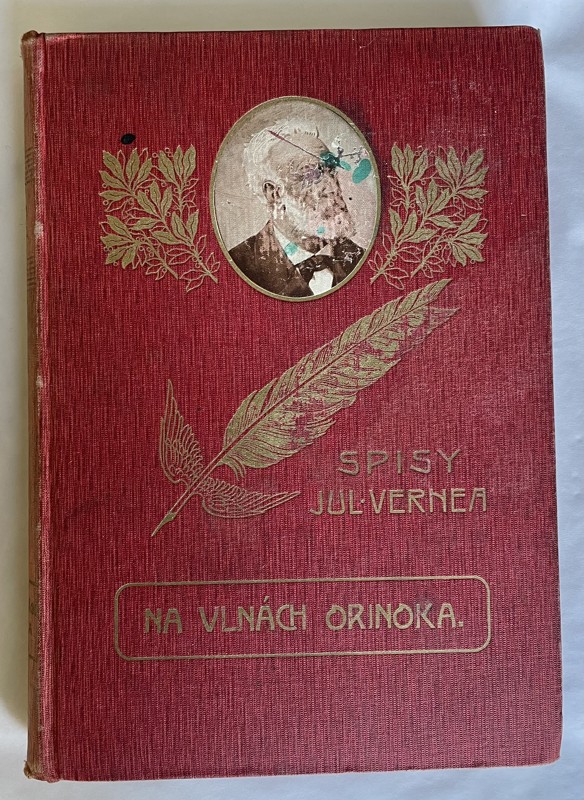 SPISY
JUL·VERNEA
NA VLNÁCH ORINOKA.